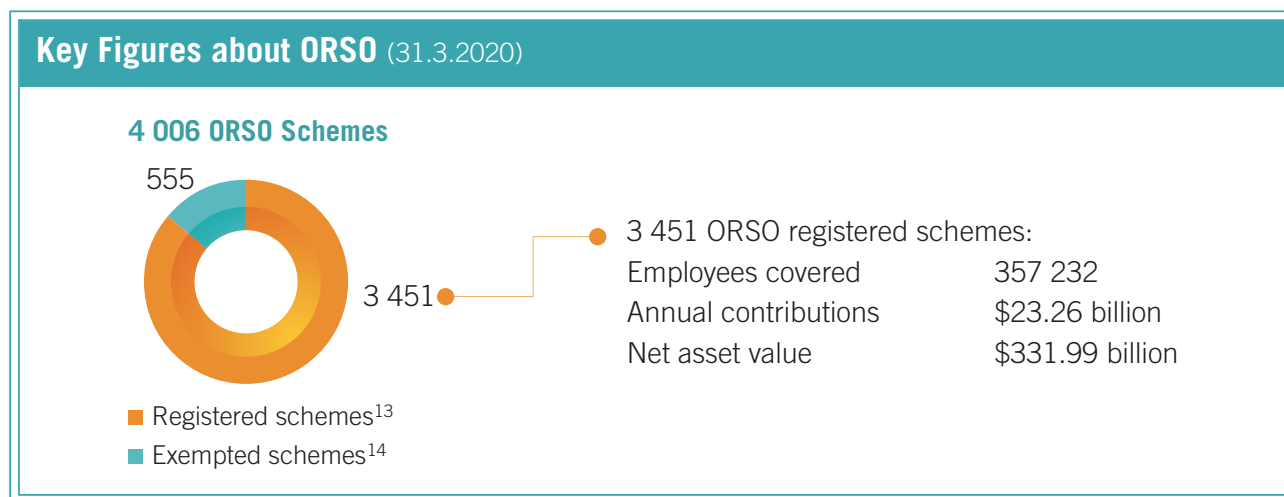 Key Figures about ORSO (31.3.2020)
4 006 ORSO Schemes
555
3 451
3 451 ORSO registered schemes:
Employees covered 357 232
Annual contributions $23.26 billion
Net asset value $331.99 billion
Registered schemes¹³
Exempted schemes¹⁴